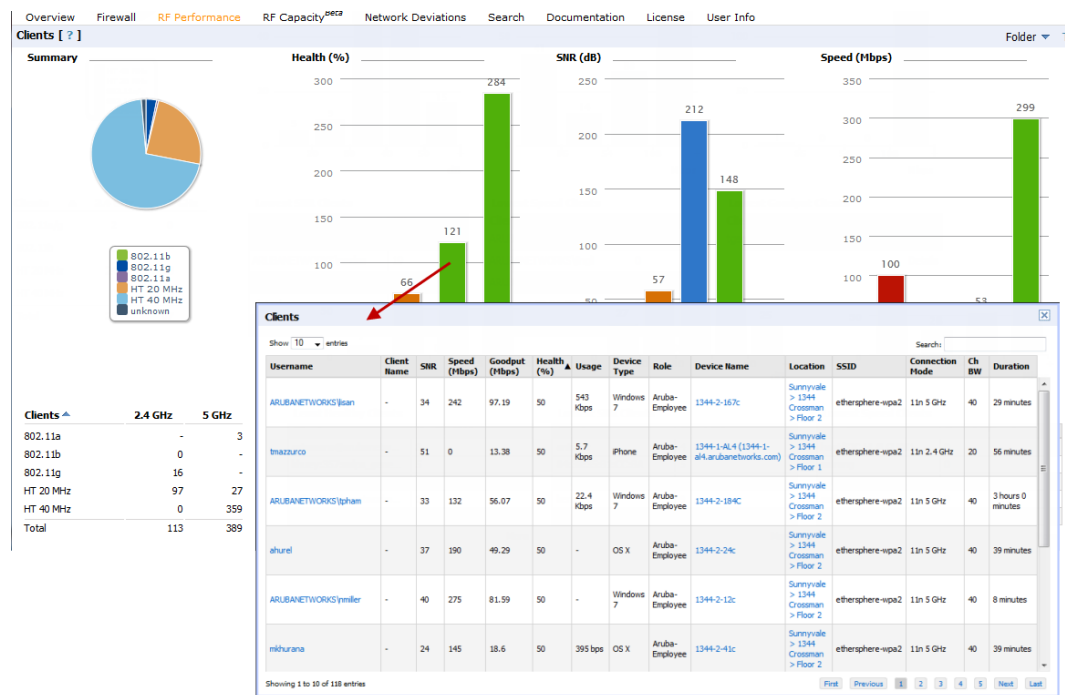 Overview Firewall RF Performance RF Capacity Beta Network Deviations Search Documentation License User Info
Clients [ ? ]
Folder
Summary
Health (%)
SNR (dB)
Speed (Mbps)
300
250
200
150
100
66
121
284
250
200
150
100
50
57
212
148
350
300
250
200
150
100
100
53
299
802.11b
802.11g
802.11a
HT 20 MHz
HT 40 MHz
unknown
Clients 2.4 GHz 5 GHz
802.11a - 3
802.11b 0 -
802.11g 16 -
HT 20 MHz 97 27
HT 40 MHz 0 359
Total 113 389
Clients
Show 10 entries
Search:
Username Client Name SNR Speed (Mbps) Goodput (Mbps) Health (%) Usage Device Type Role Device Name Location SSID Connection Mode Ch BW Duration
ARUBANETWORKS\lisan - 34 242 97.19 50 543 Kbps Windows 7 Aruba-Employee 1344-2-167c Sunnyvale > 1344 Crossman > Floor 2 ethersphere-wpa2 11n 5 GHz 40 29 minutes
tmazzurco - 51 0 13.38 50 5.7 Kbps iPhone Aruba-Employee 1344-1-AL4 (1344-1-al4.arubanetworks.com) Sunnyvale > 1344 Crossman > Floor 1 ethersphere-wpa2 11n 2.4 GHz 20 56 minutes
ARUBANETWORKS\tpham - 33 132 56.07 50 22.4 Kbps Windows 7 Aruba-Employee 1344-2-184C Sunnyvale > 1344 Crossman > Floor 2 ethersphere-wpa2 11n 5 GHz 40 3 hours 0 minutes
ahurel - 37 190 49.29 50 - OS X Aruba-Employee 1344-2-24c Sunnyvale > 1344 Crossman > Floor 2 ethersphere-wpa2 11n 5 GHz 40 39 minutes
ARUBANETWORKS\nmiller - 40 275 81.59 50 - Windows 7 Aruba-Employee 1344-2-12c Sunnyvale > 1344 Crossman > Floor 2 ethersphere-wpa2 11n 5 GHz 40 8 minutes
mkhurana - 24 145 18.6 50 395 bps OS X Aruba-Employee 1344-2-41c Sunnyvale > 1344 Crossman > Floor 2 ethersphere-wpa2 11n 5 GHz 40 39 minutes
Showing 1 to 10 of 118 entries
First Previous 1 2 3 4 5 Next Last